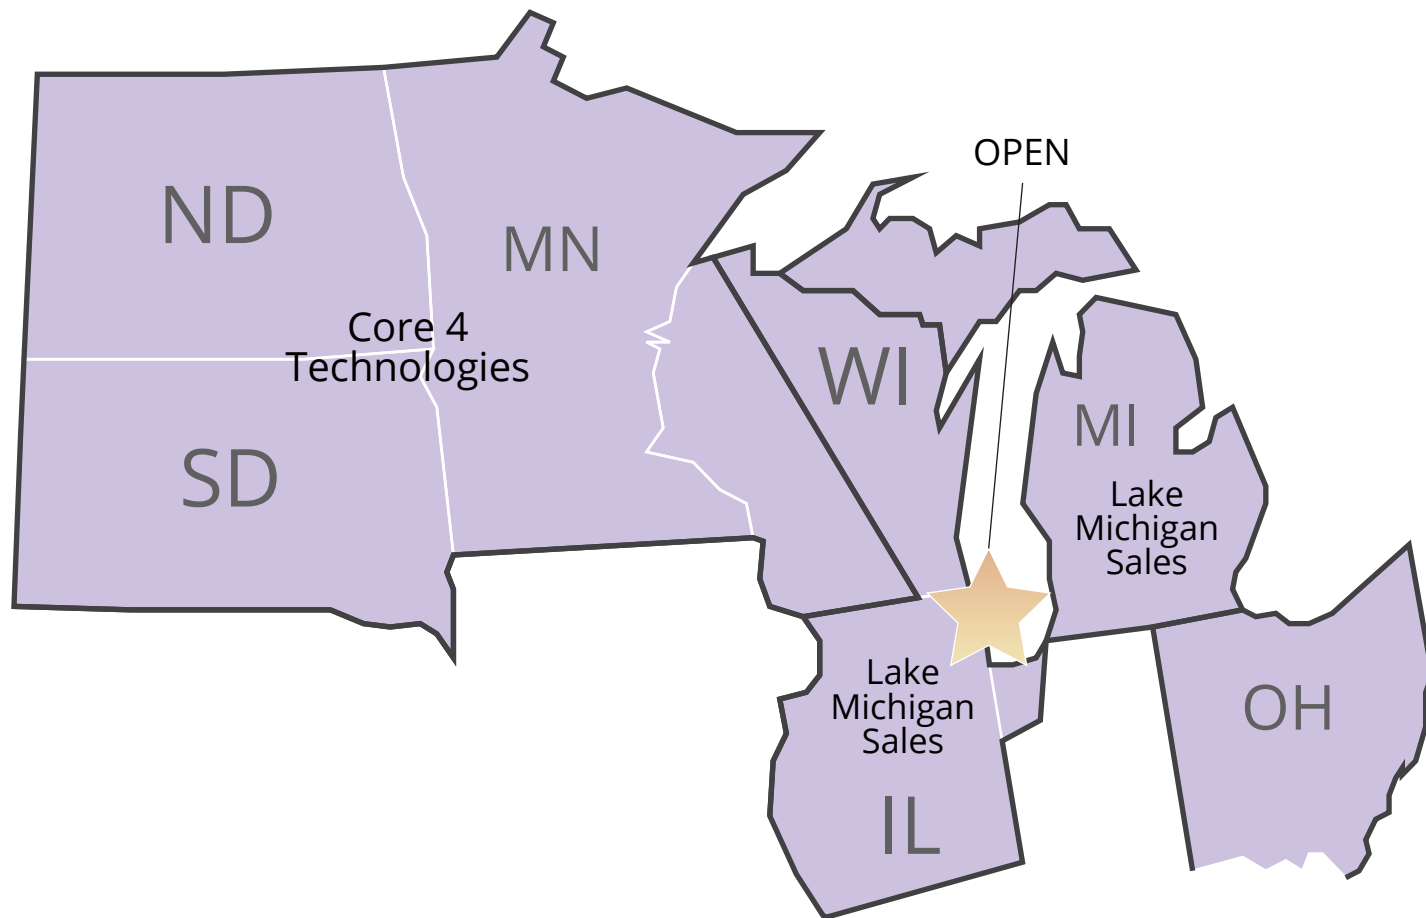 OPEN
ND
MN
Core 4
Technologies
WI
MI
SD
Lake
Michigan
Sales
Lake
Michigan
Sales
OH
IL